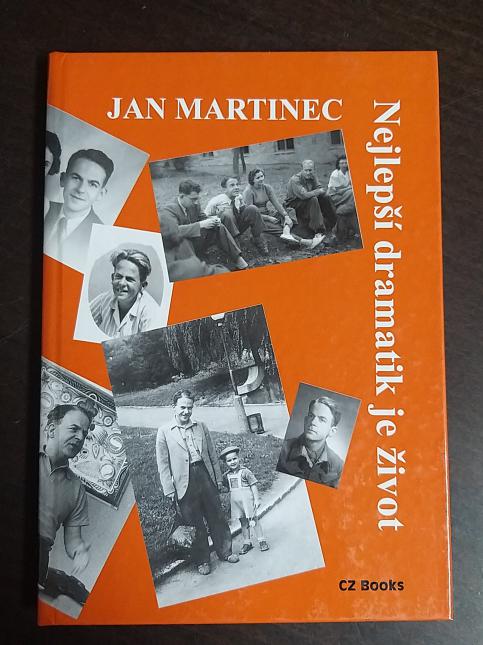 JAN MARTINEC
Nejlepší dramatik je život
CZ Books